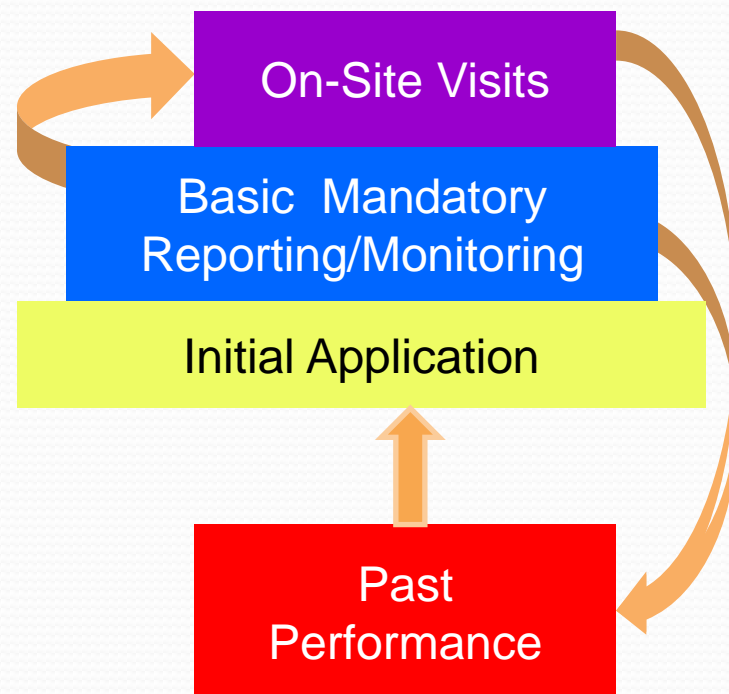 On-Site Visits
Basic  Mandatory
Reporting/Monitoring
Initial Application
Past
Performance